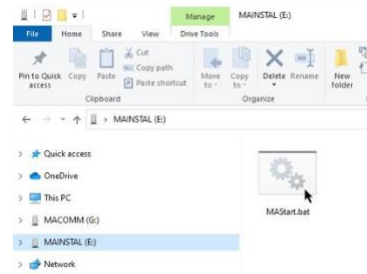 Manage MAINSTAL (E:)
File Home Share View Drive Tools
Pin to Quick access
Copy
Paste
Cut
Copy path
Paste shortcut
Move to
Copy to
Delete
Rename
New folder
Clipboard
Organize
MAINSTAL (E:)
Quick access
OneDrive
This PC
MACOMM (G:)
MAINSTAL (E:)
Network
MAStart.bat